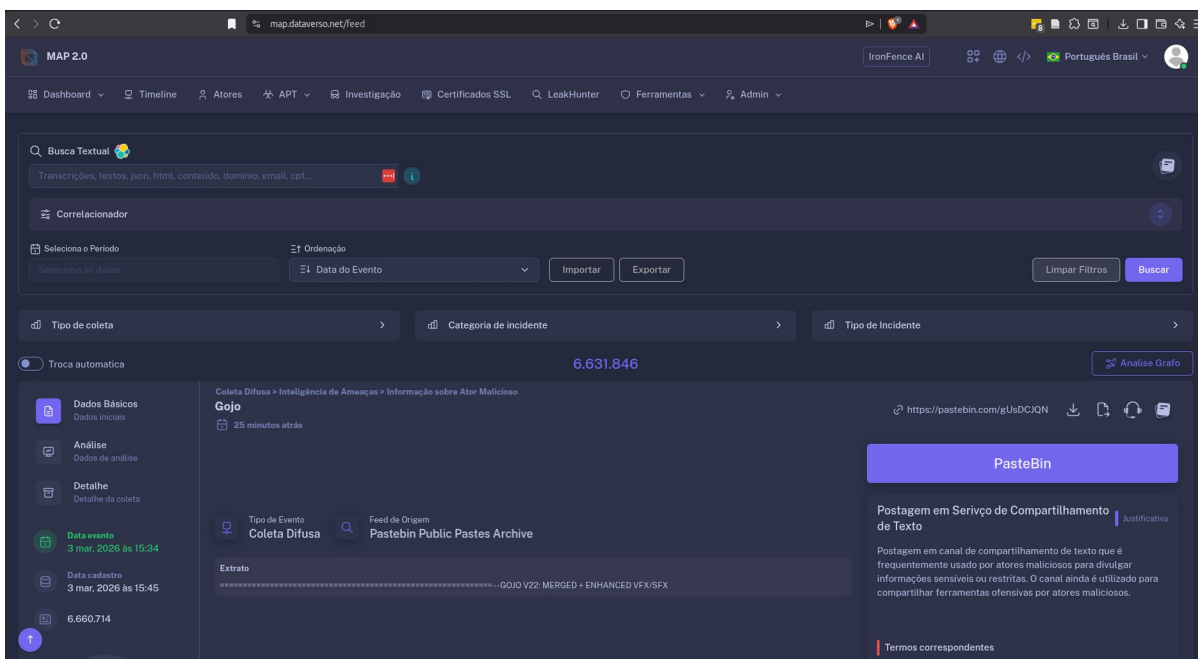 map.dataverso.net/feed
MAP 2.0
IronFence AI
Português Brasil
Dashboard
Timeline
Atores
APT
Investigação
Certificados SSL
LeakHunter
Ferramentas
Admin
Busca Textual
Transcrições, textos, json, html, conteúdo, domínio, email, cpf...
Correlacionador
Seleciona o Período
Ordenação
Seleciona as datas
Data do Evento
Importar
Exportar
Limpar Filtros
Buscar
Tipo de coleta
Categoria de incidente
Tipo de Incidente
Troca automatica
6.631.846
Analise Grafo
Dados Básicos
Dados iniciais
Análise
Dados de análise
Detalhe
Detalhe da coleta
Data evento
3 mar, 2026 às 15:34
Data cadastro
3 mar, 2026 às 15:45
6.660.714
Coleta Difusa > Inteligência de Ameaças > Informação sobre Ator Malicioso
Gojo
25 minutos atrás
https://pastebin.com/gUsDCJQN
Tipo de Evento
Coleta Difusa
Feed de Origem
Pastebin Public Pastes Archive
Extrato
============================================================--GOJO V22: MERGED + ENHANCED VFX/SFX
PasteBin
Postagem em Seriviço de Compartilhamento
de Texto
Justificativa
Postagem em canal de compartilhamento de texto que é
frequentemente usado por atores maliciosos para divulgar
informações sensíveis ou restritas. O canal ainda é utilizado para
compartilhar ferramentas ofensivas por atores maliciosos.
Termos correspondentes